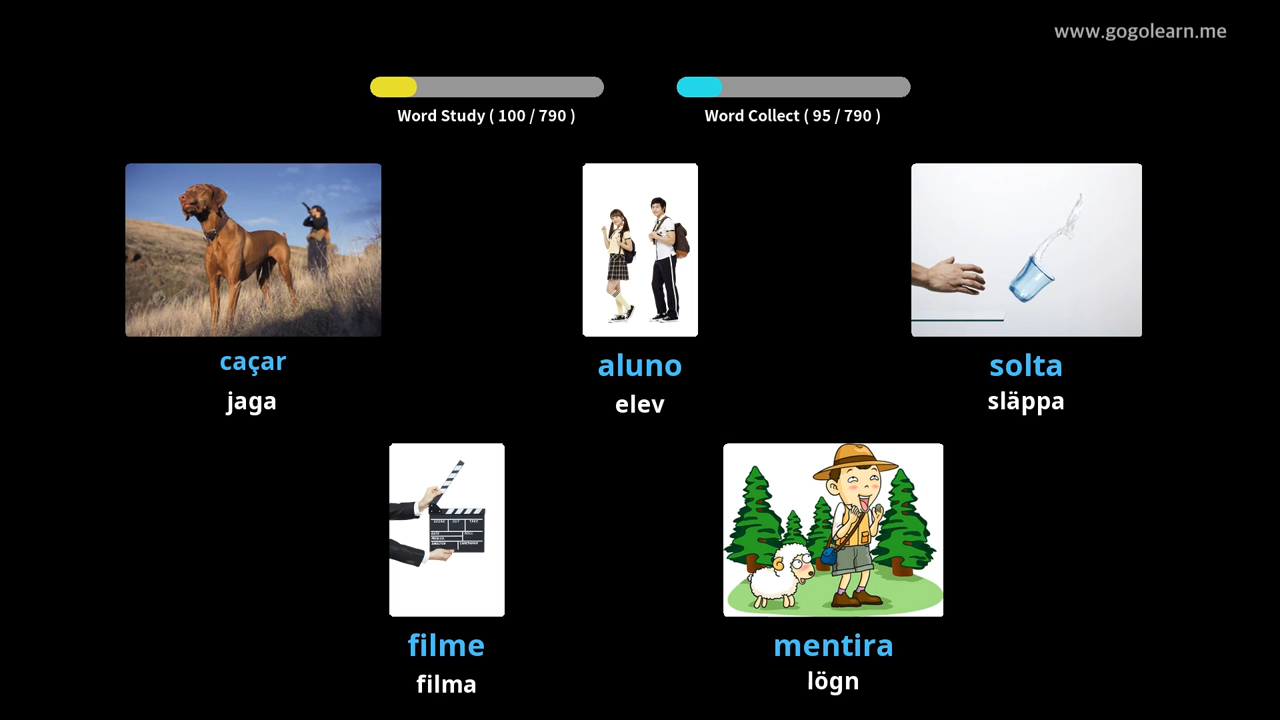 www.gogolearn.me
Word Study ( 100 / 790 )
Word Collect ( 95 / 790 )
caçar
jaga
aluno
elev
solta
släppa
filme
filma
mentira
lögn